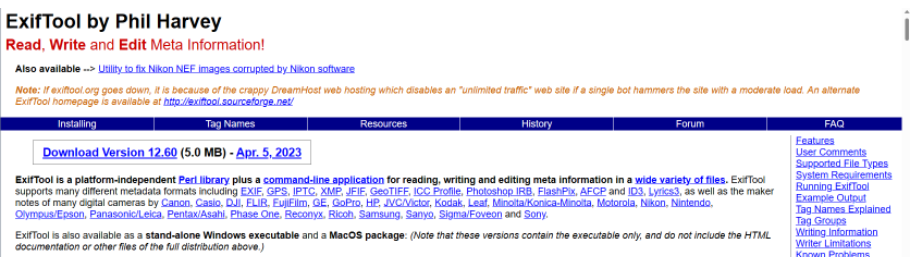 ExifTool by Phil Harvey
Read, Write and Edit Meta Information!
Also available --> Utility to fix Nikon NEF images corrupted by Nikon software
Note: If exiftool.org goes down, it is because of the crappy DreamHost web hosting which disables an "unlimited traffic" web site if a single bot hammers the site with a moderate load. An alternate
ExifTool homepage is available at http://exiftool.sourceforge.net/
Installing Tag Names Resources History Forum FAQ
Download Version 12.60 (5.0 MB) - Apr. 5, 2023
ExifTool is a platform-independent Perl library plus a command-line application for reading, writing and editing meta information in a wide variety of files. ExifTool
supports many different metadata formats including EXIF, GPS, IPTC, XMP, JFIF, GeoTIFF, ICC Profile, Photoshop IRB, FlashPix, AFCP and ID3, Lyrics3, as well as the maker
notes of many digital cameras by Canon, Casio, DJI, FLIR, FujiFilm, GE, GoPro, HP, JVC/Victor, Kodak, Leaf, Minolta/Konica-Minolta, Motorola, Nikon, Nintendo,
Olympus/Epson, Panasonic/Leica, Pentax/Asahi, Phase One, Reconyx, Ricoh, Samsung, Sanyo, Sigma/Foveon and Sony.
ExifTool is also available as a stand-alone Windows executable and a MacOS package: (Note that these versions contain the executable only, and do not include the HTML
documentation or other files of the full distribution above.)
Features
User Comments
Supported File Types
System Requirements
Running ExifTool
Example Output
Tag Names Explained
Tag Groups
Writing Information
Writer Limitations
Known Problems